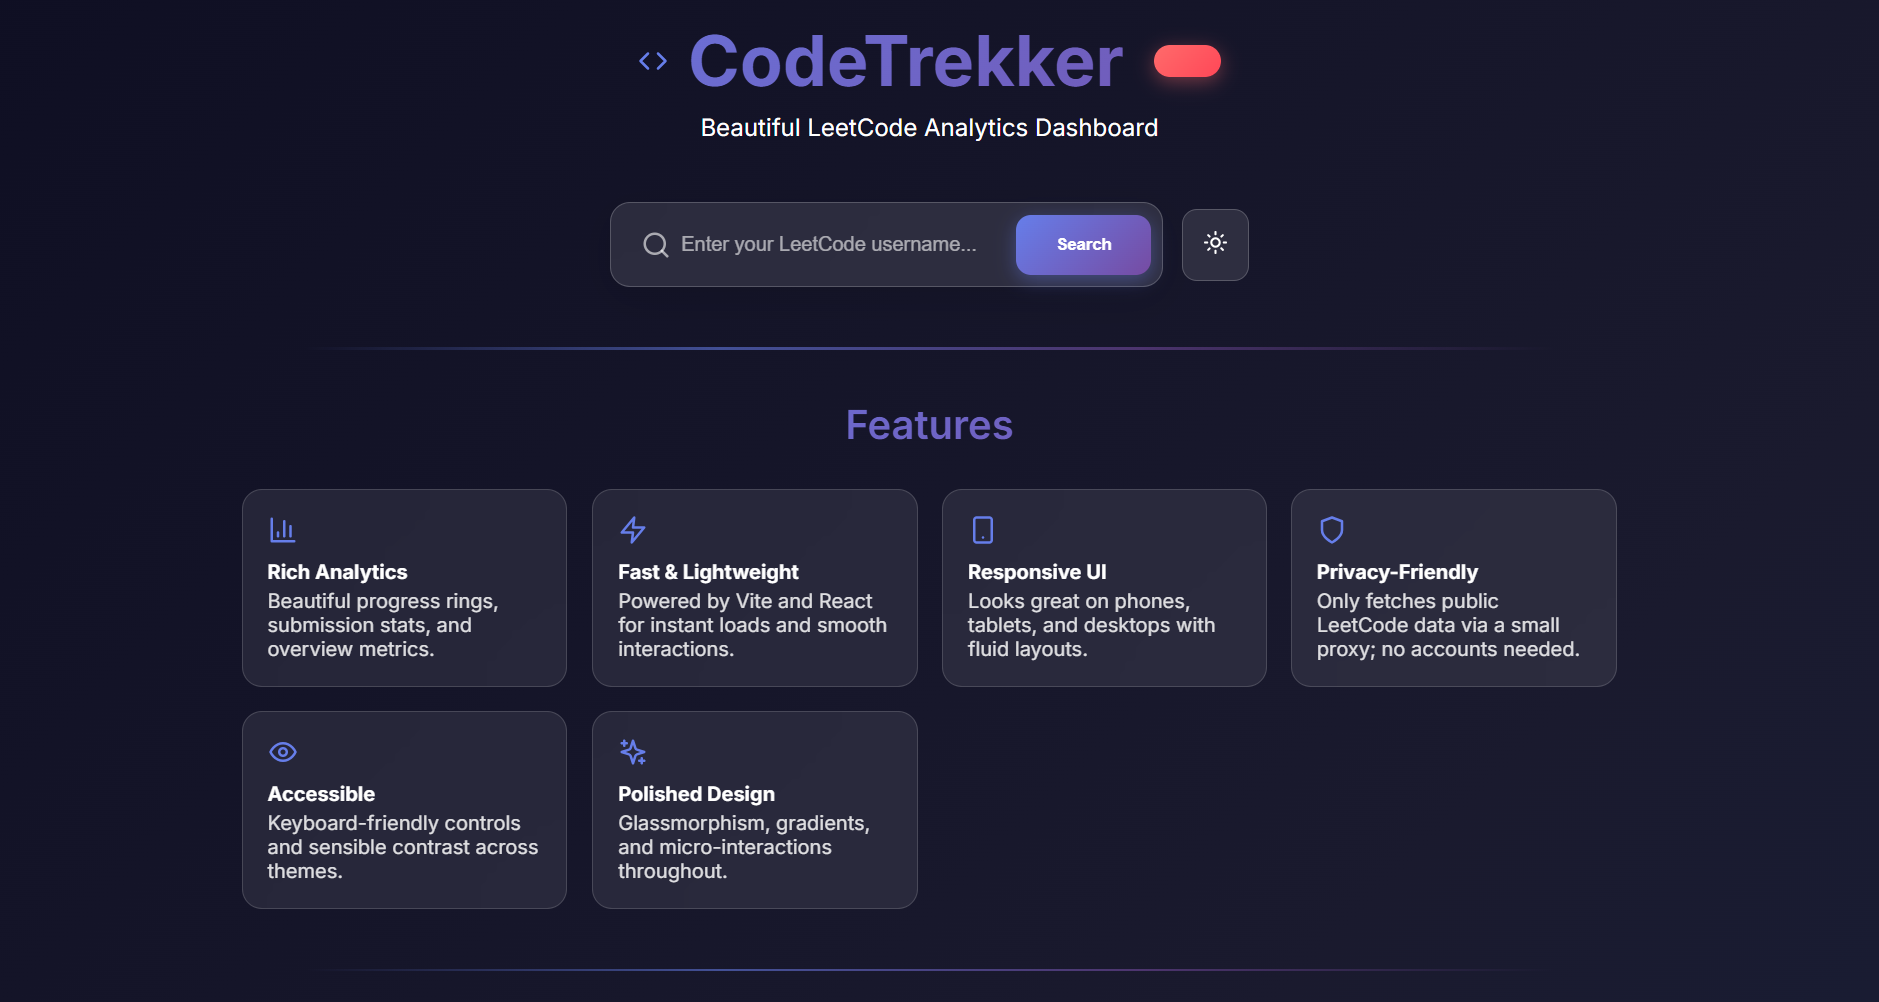 CodeTrekker
Beautiful LeetCode Analytics Dashboard
Enter your LeetCode username...
Search
Features
Rich Analytics
Beautiful progress rings,
submission stats, and
overview metrics.
Fast & Lightweight
Powered by Vite and React
for instant loads and smooth
interactions.
Responsive UI
Looks great on phones,
tablets, and desktops with
fluid layouts.
Privacy-Friendly
Only fetches public
LeetCode data via a small
proxy; no accounts needed.
Accessible
Keyboard-friendly controls
and sensible contrast across
themes.
Polished Design
Glassmorphism, gradients,
and micro-interactions
throughout.